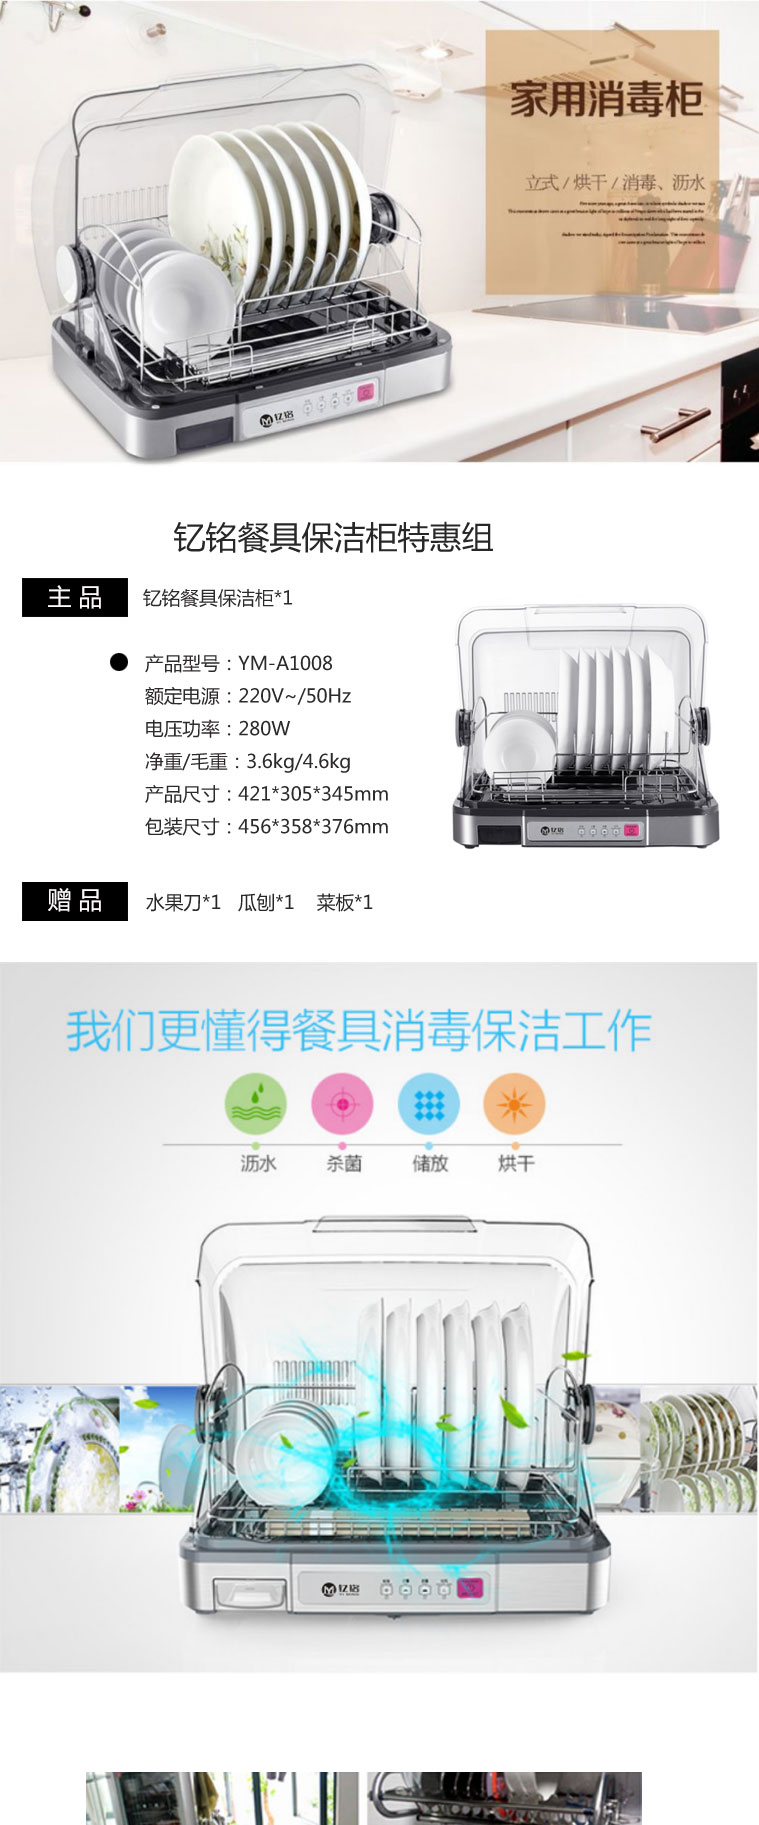 家用消毒柜
立式/烘干/消毒、沥水
钇铭
钇铭餐具保洁柜特惠组
主品
钇铭餐具保洁柜*1
产品型号：YM-A1008
额定电源：220V~/50Hz
电压功率：280W
净重/毛重：3.6kg/4.6kg
产品尺寸：421*305*345mm
包装尺寸：456*358*376mm
钇铭
赠品
水果刀*1 瓜刨*1 菜板*1
我们更懂得餐具消毒保洁工作
沥水 杀菌 储放 烘干
钇铭